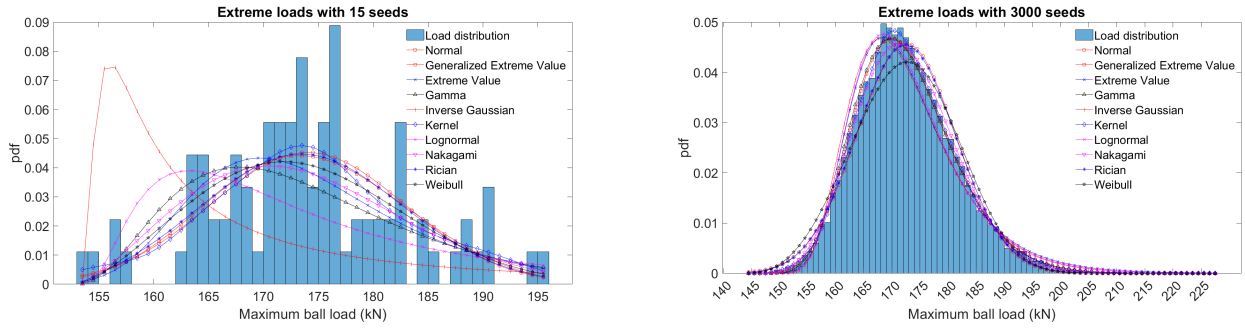 Extreme loads with 15 seeds
0.09
0.08
0.07
0.06
0.05
0.04
0.03
0.02
0.01
0
pdf
155 160 165 170 175 180 185 190 195
Maximum ball load (kN)
Load distribution
Normal
Generalized Extreme Value
Extreme Value
Gamma
Inverse Gaussian
Kernel
Lognormal
Nakagami
Rician
Weibull
Extreme loads with 3000 seeds
0.05
0.04
0.03
0.02
0.01
0
pdf
140 145 150 155 160 165 170 175 180 185 190 195 200 205 210 215 220 225
Maximum ball load (kN)
Load distribution
Normal
Generalized Extreme Value
Extreme Value
Gamma
Inverse Gaussian
Kernel
Lognormal
Nakagami
Rician
Weibull